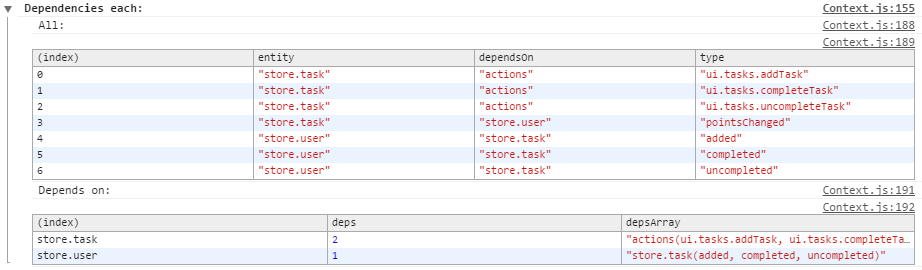 ▼ Dependencies each: Context.js:155
All: Context.js:188
Context.js:189
(index) entity dependsOn type
0 "store.task" "actions" "ui.tasks.addTask"
1 "store.task" "actions" "ui.tasks.completeTask"
2 "store.task" "actions" "ui.tasks.uncompleteTask"
3 "store.task" "store.user" "pointsChanged"
4 "store.user" "store.task" "added"
5 "store.user" "store.task" "completed"
6 "store.user" "store.task" "uncompleted"
Depends on: Context.js:191
Context.js:192
(index) deps depsArray
store.task 2 "actions(ui.tasks.addTask, ui.tasks.completeTa…
store.user 1 "store.task(added, completed, uncompleted)"